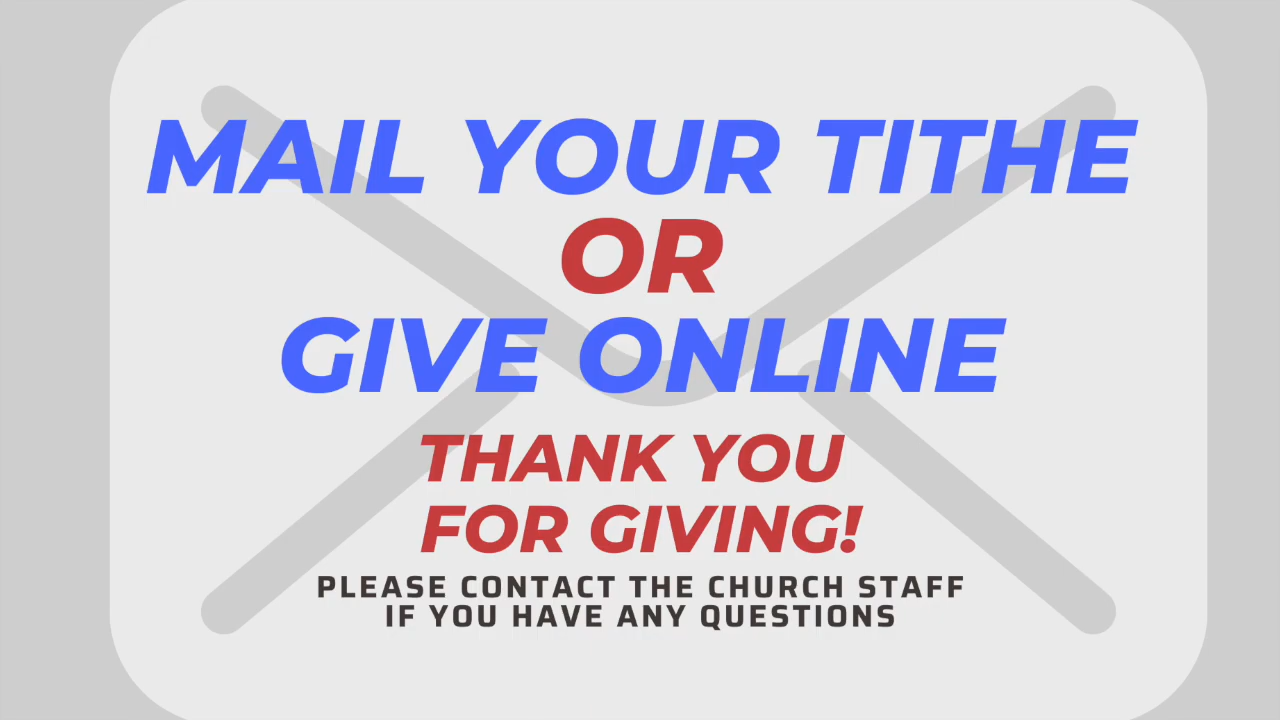 MAIL YOUR TITHE
OR
GIVE ONLINE
THANK YOU
FOR GIVING!
PLEASE CONTACT THE CHURCH STAFF
IF YOU HAVE ANY QUESTIONS